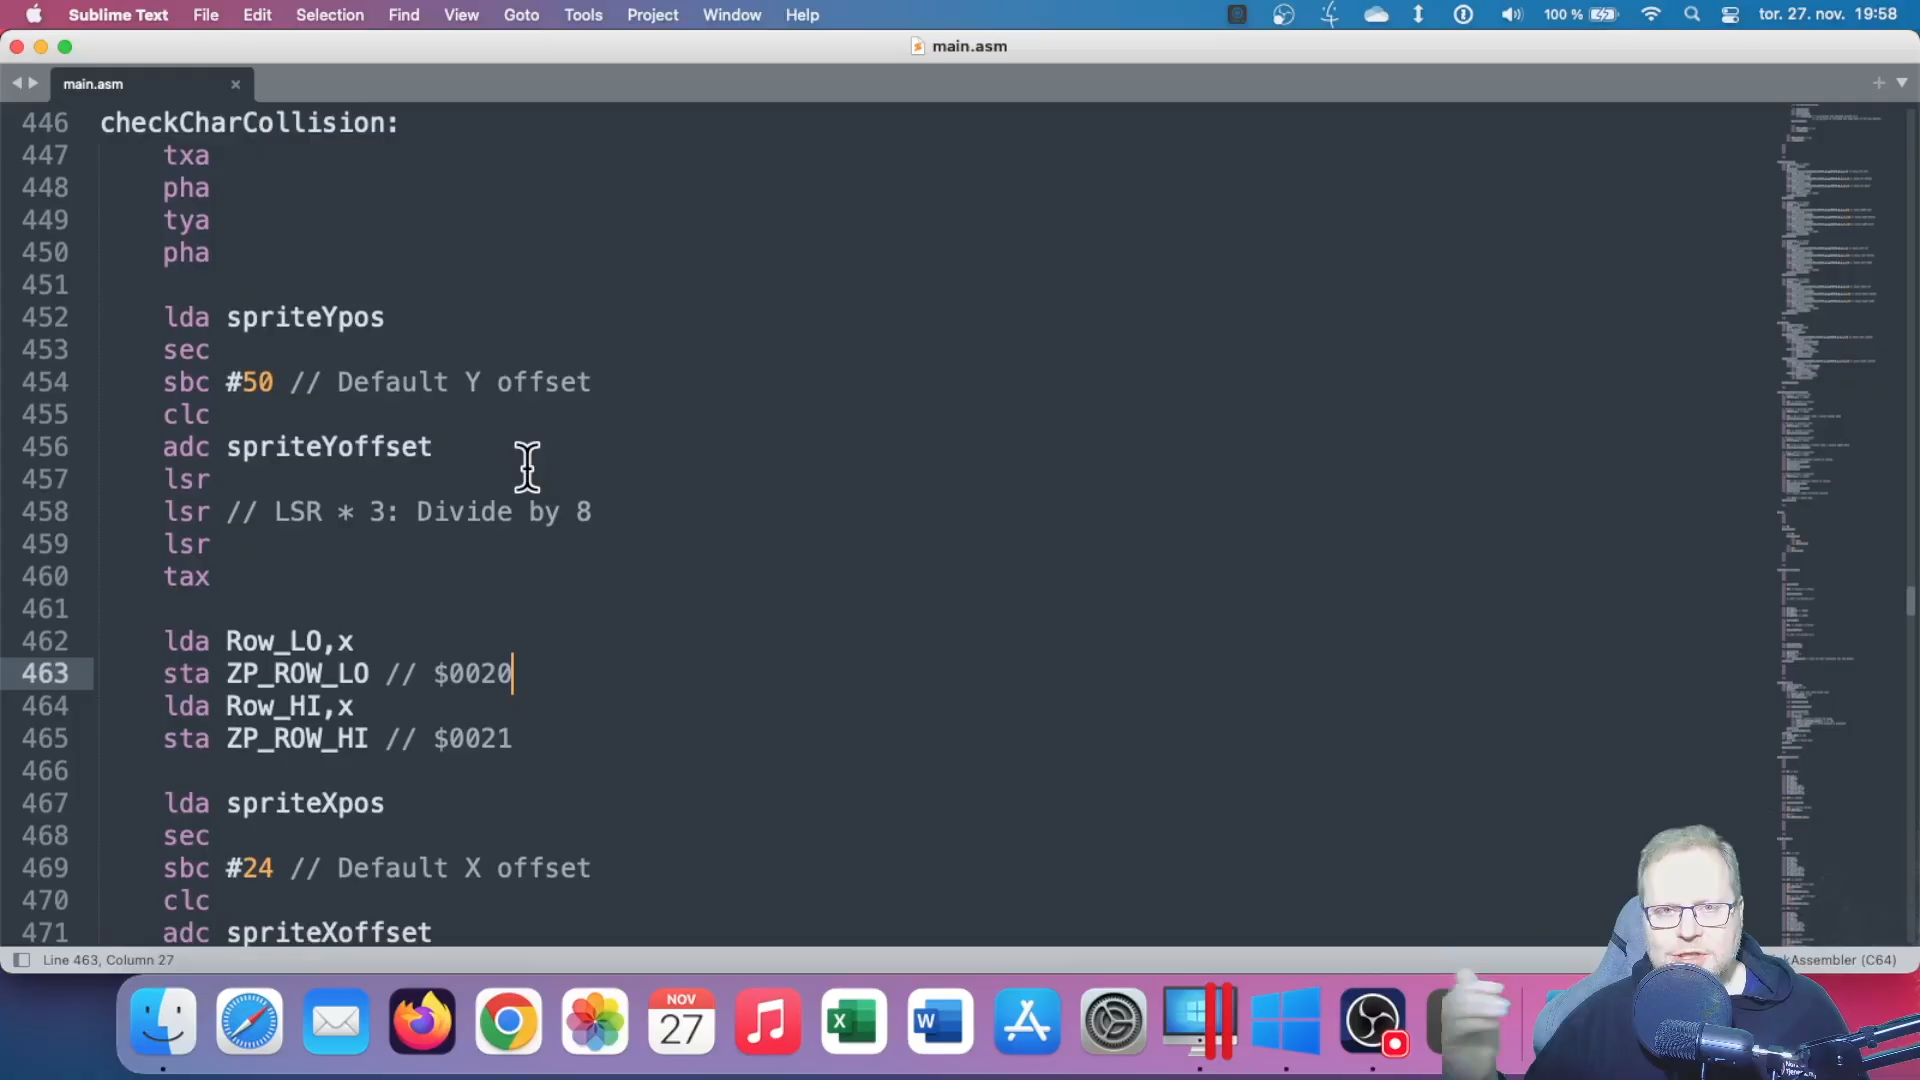 Sublime Text File Edit Selection Find View Goto Tools Project Window Help 100 % tor. 27. nov. 19:58
main.asm
main.asm
446 checkCharCollision:
447 txa
448 pha
449 tya
450 pha
451
452 lda spriteYpos
453 sec
454 sbc #50 // Default Y offset
455 clc
456 adc spriteYoffset
457 lsr
458 lsr // LSR * 3: Divide by 8
459 lsr
460 tax
461
462 lda Row_LO,x
463 sta ZP_ROW_LO // $0020
464 lda Row_HI,x
465 sta ZP_ROW_HI // $0021
466
467 lda spriteXpos
468 sec
469 sbc #24 // Default X offset
470 clc
471 adc spriteXoffset
Line 463, Column 27 kAssembler (C64)
NOV
27
X
W